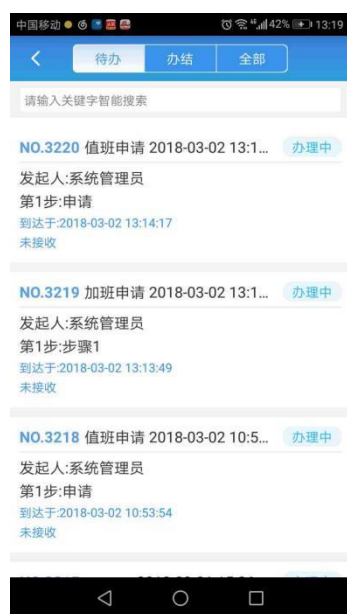 中国移动 46 42% 13:19
待办 办结 全部
请输入关键字智能搜索
NO.3220 值班申请 2018-03-02 13:1... 办理中
发起人:系统管理员
第1步:申请
到达于:2018-03-02 13:14:17
未接收
NO.3219 加班申请 2018-03-02 13:1... 办理中
发起人:系统管理员
第1步:步骤1
到达于:2018-03-02 13:13:49
未接收
NO.3218 值班申请 2018-03-02 10:5... 办理中
发起人:系统管理员
第1步:申请
到达于:2018-03-02 10:53:54
未接收